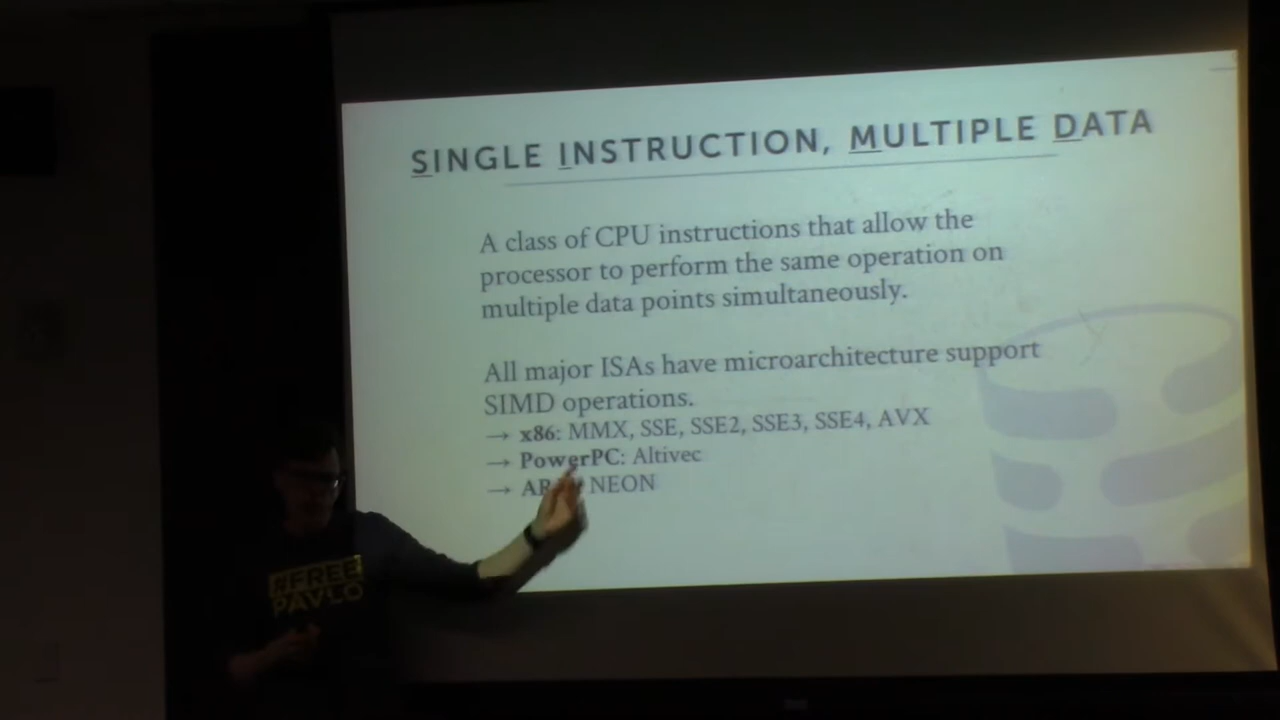 SINGLE INSTRUCTION, MULTIPLE DATA
A class of CPU instructions that allow the
processor to perform the same operation on
multiple data points simultaneously.
All major ISAs have microarchitecture support
SIMD operations.
→ x86: MMX, SSE, SSE2, SSE3, SSE4, AVX
→ PowerPC: Altivec
→ NEON
#FREE
PAVLO